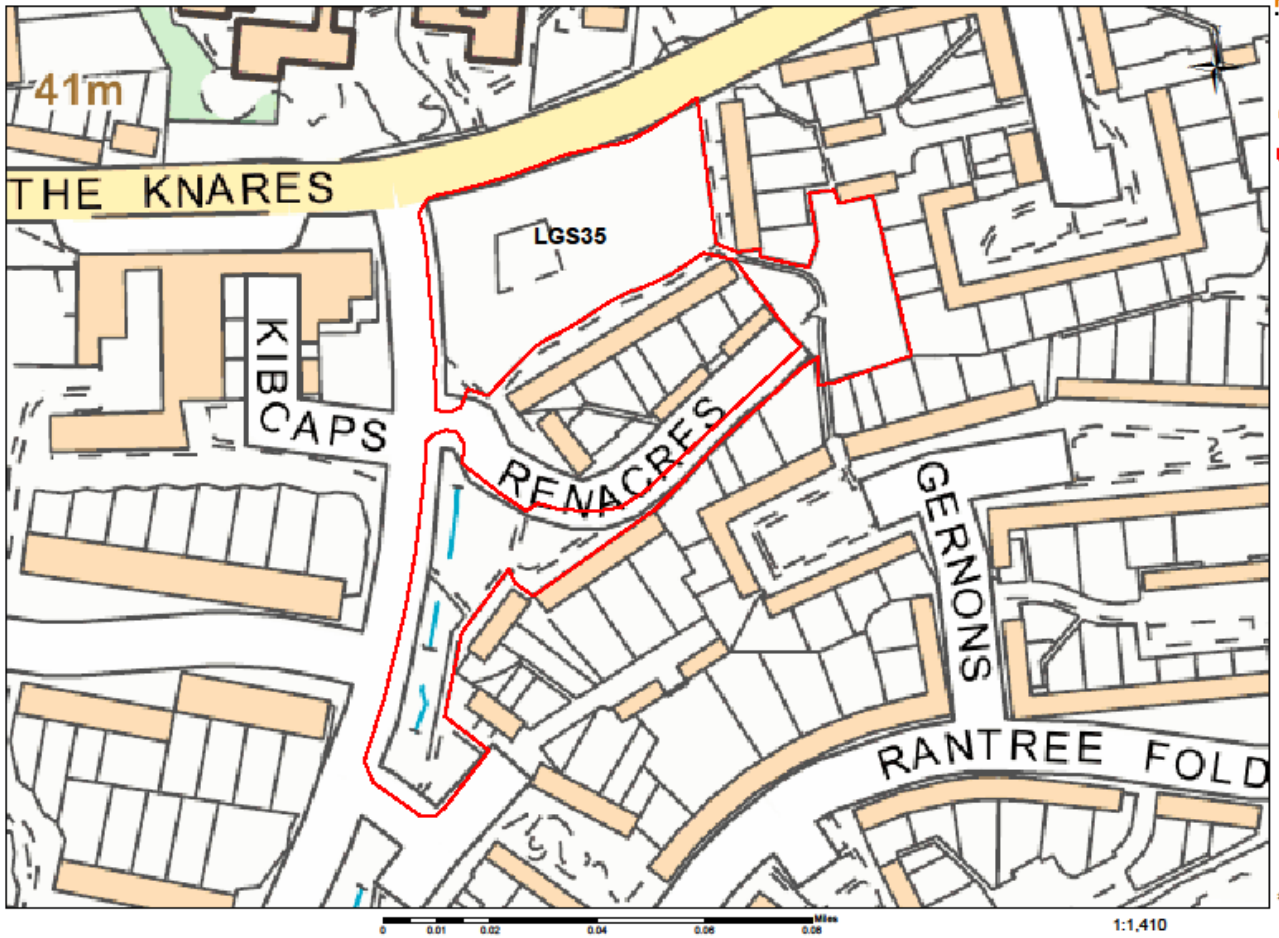 41m
THE KNARES
LGS35
KIBCAPS
RENACRES
GERNONS
RANTREE FOLD
Miles
0 0.01 0.02 0.04 0.06 0.08
1:1,410